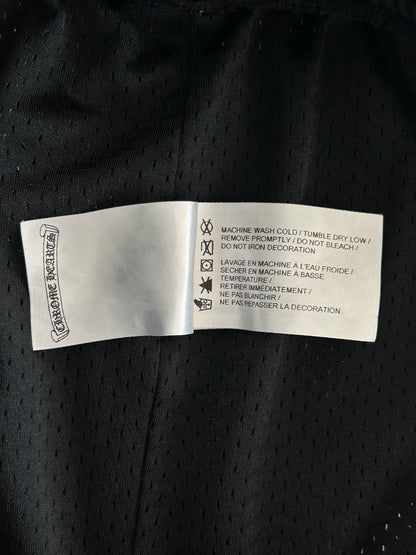 CHROME HEARTS
MACHINE WASH COLD / TUMBLE DRY LOW /
REMOVE PROMPTLY / DO NOT BLEACH /
DO NOT IRON DECORATION
LAVAGE EN MACHINE À L'EAU FROIDE /
SECHER EN MACHINE À BASSE
TEMPERATURE /
RETIRER IMMEDIATEMENT /
NE PAS BLANCHIR /
NE PAS REPASSER LA DECORATION